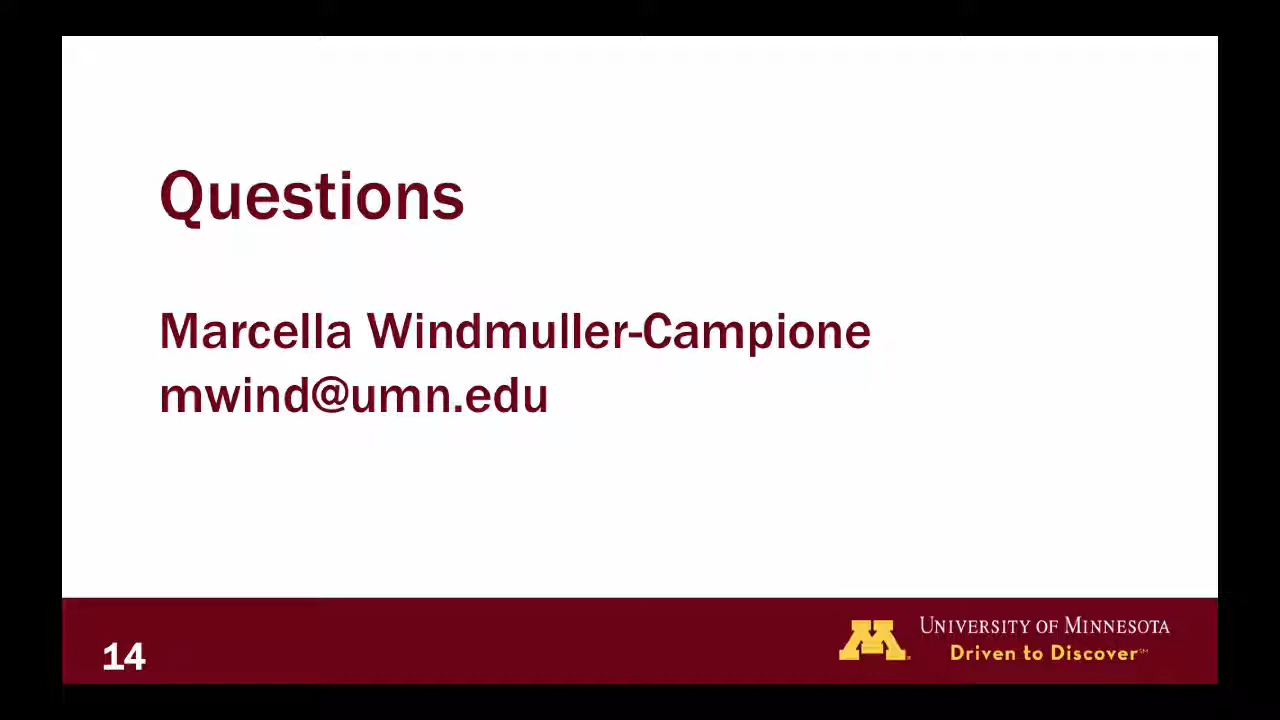 Questions
Marcella Windmuller-Campione
mwind@umn.edu
14
University of Minnesota
Driven to Discover℠